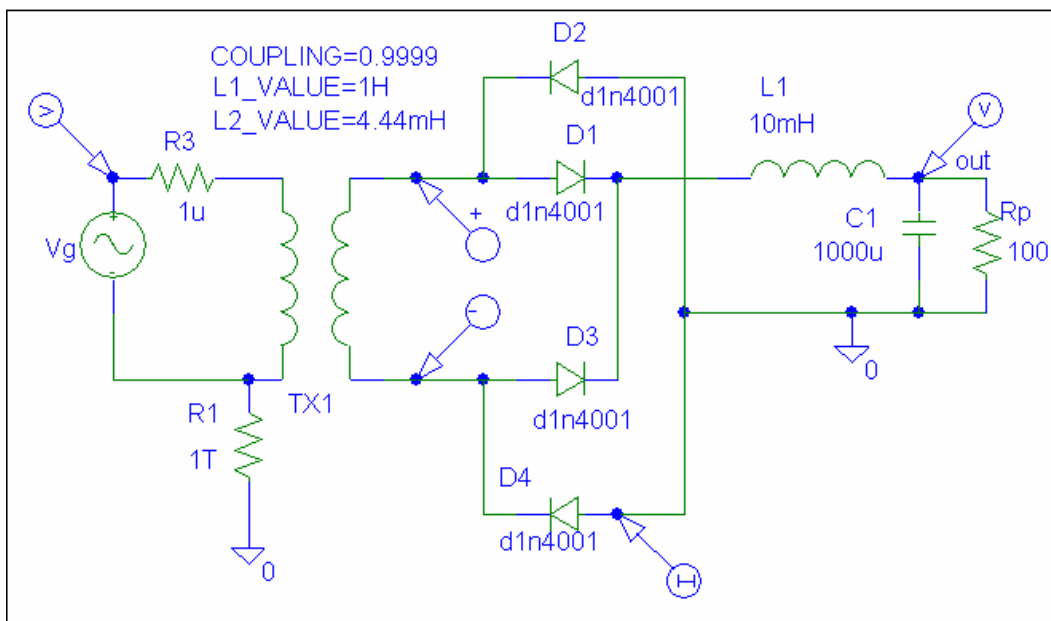 COUPLING=0.9999
L1_VALUE=1H
L2_VALUE=4.44mH
D2
d1n4001
V
R3
1u
D1
d1n4001
L1
10mH
V
out
Vg
+
-
+
-
C1
1000u
Rp
100
R1
1T
TX1
D3
d1n4001
0
D4
d1n4001
I
0